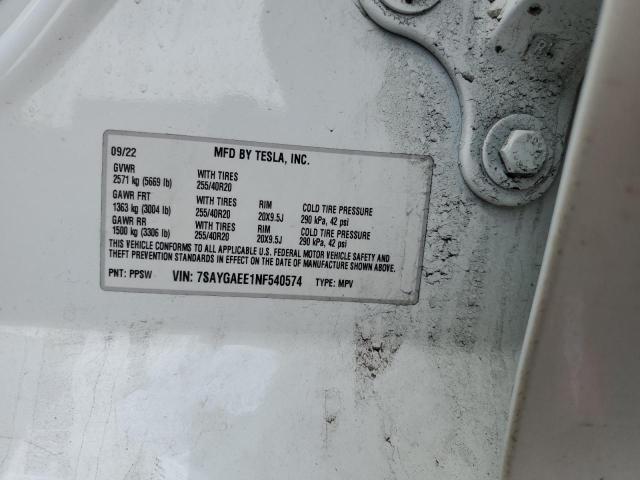 09/22 MFD BY TESLA, INC.
GVWR WITH TIRES
2571 kg (5669 lb) 255/40R20
GAWR FRT WITH TIRES RIM COLD TIRE PRESSURE
1363 kg (3004 lb) 255/40R20 20X9.5J 290 kPa, 42 psi
GAWR RR WITH TIRES RIM COLD TIRE PRESSURE
1500 kg (3306 lb) 255/40R20 20X9.5J 290 kPa, 42 psi
THIS VEHICLE CONFORMS TO ALL APPLICABLE U.S. FEDERAL MOTOR VEHICLE SAFETY AND
THEFT PREVENTION STANDARDS IN EFFECT ON THE DATE OF MANUFACTURE SHOWN ABOVE.
PNT: PPSW VIN: 7SAYGAEE1NF540574 TYPE: MPV